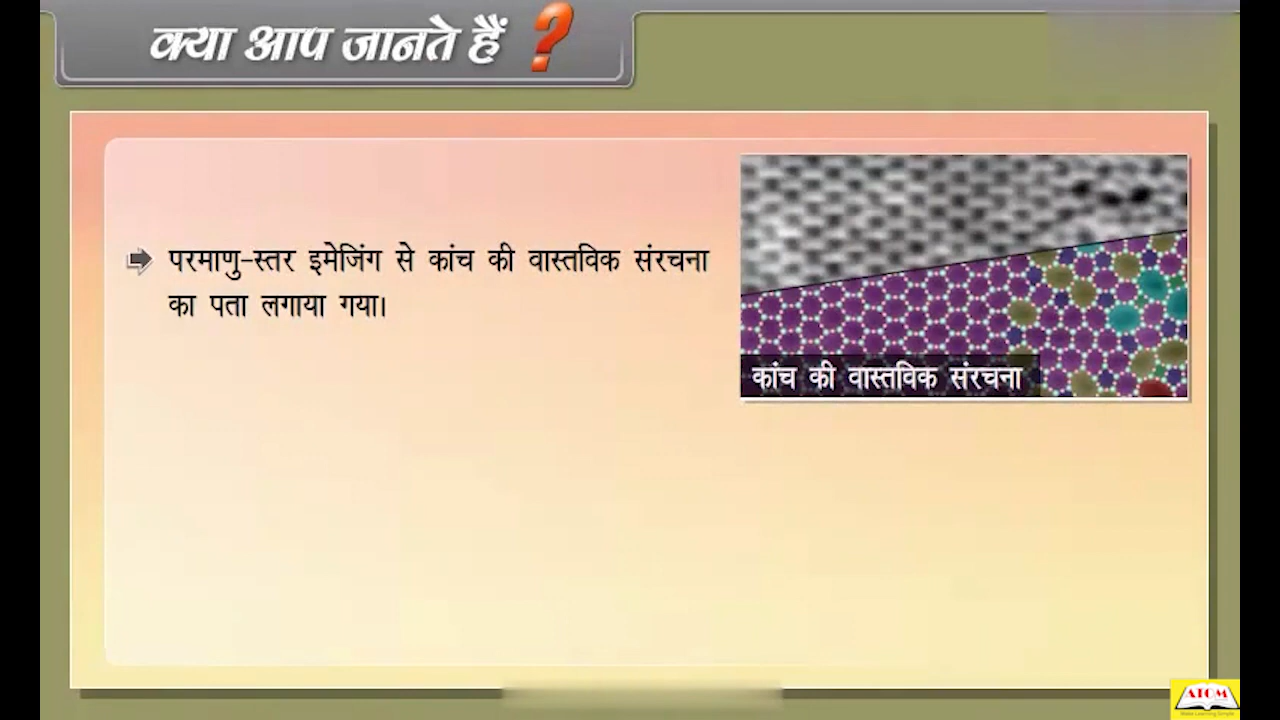 क्या आप जानते हैं ?
परमाणु-स्तर इमेजिंग से कांच की वास्तविक संरचना
का पता लगाया गया।
कांच की वास्तविक संरचना
ATOM